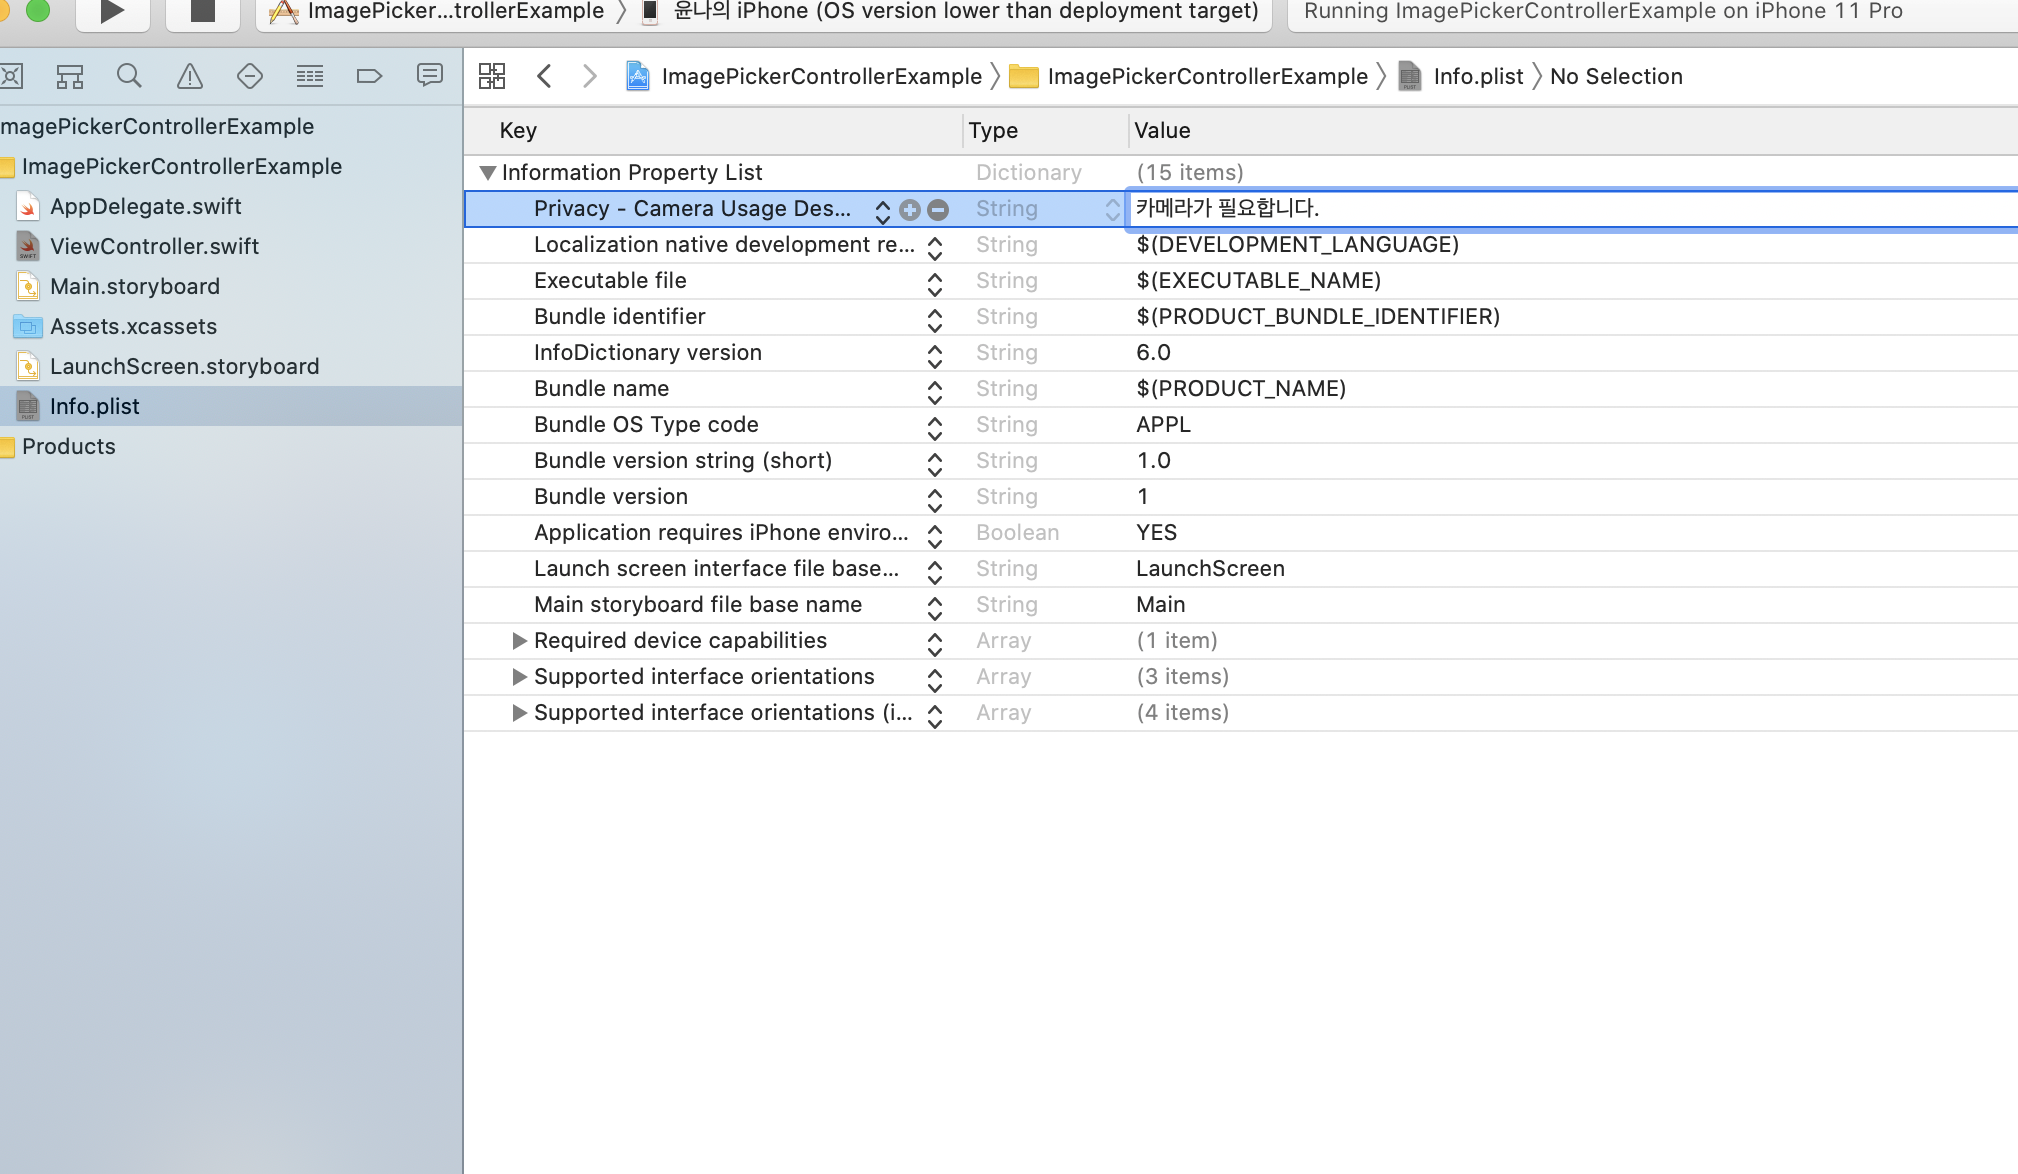 ImagePicker...trollerExample 〉 윤나의 iPhone (OS version lower than deployment target)
Running ImagePickerControllerExample on iPhone 11 Pro
ImagePickerControllerExample 〉 ImagePickerControllerExample 〉 Info.plist 〉 No Selection
magePickerControllerExample
ImagePickerControllerExample
AppDelegate.swift
ViewController.swift
Main.storyboard
Assets.xcassets
LaunchScreen.storyboard
Info.plist
Products
Key Type Value
Information Property List Dictionary (15 items)
Privacy - Camera Usage Des... String 카메라가 필요합니다.
Localization native development re... String $(DEVELOPMENT_LANGUAGE)
Executable file String $(EXECUTABLE_NAME)
Bundle identifier String $(PRODUCT_BUNDLE_IDENTIFIER)
InfoDictionary version String 6.0
Bundle name String $(PRODUCT_NAME)
Bundle OS Type code String APPL
Bundle version string (short) String 1.0
Bundle version String 1
Application requires iPhone enviro... Boolean YES
Launch screen interface file base... String LaunchScreen
Main storyboard file base name String Main
Required device capabilities Array (1 item)
Supported interface orientations Array (3 items)
Supported interface orientations (i... Array (4 items)